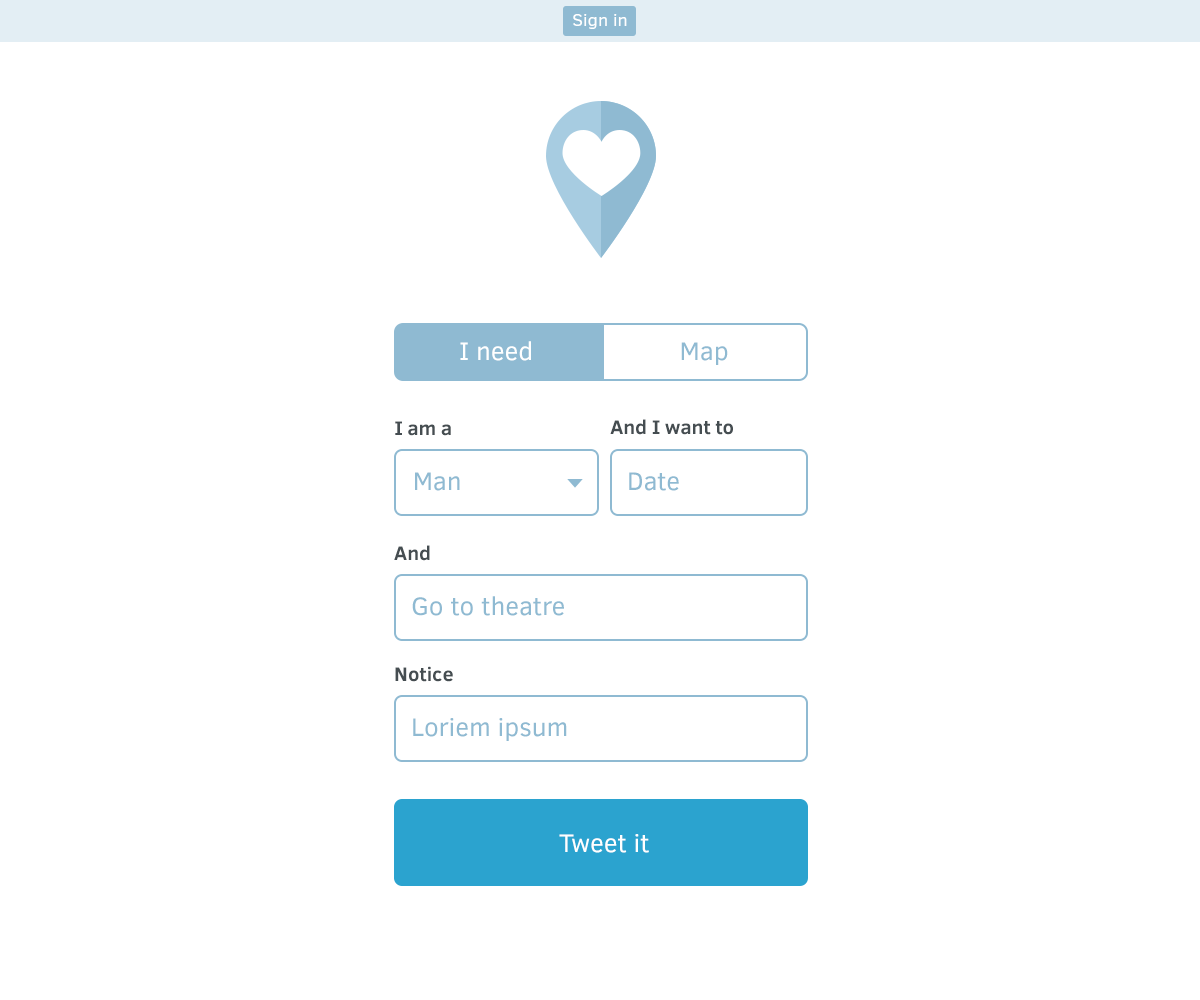 Sign in
I need
Map
I am a
And I want to
Man
Date
And
Go to theatre
Notice
Loriem ipsum
Tweet it